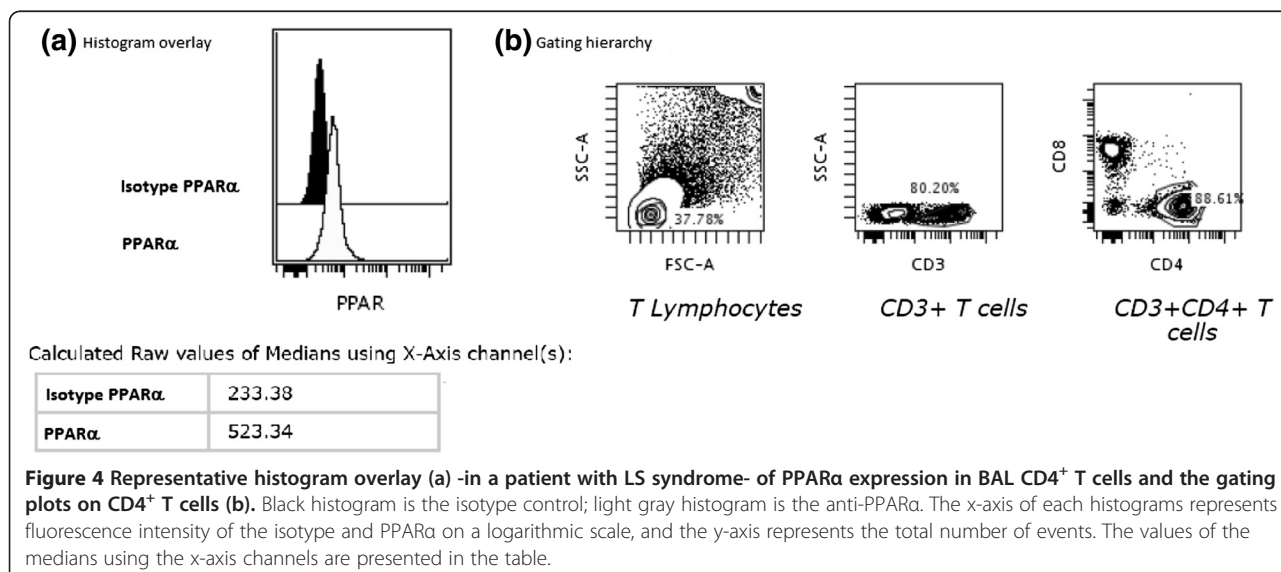 (a) Histogram overlay
(b) Gating hierarchy
Isotype PPARα
PPARα
PPAR
SSC-A
37.78%
FSC-A
T Lymphocytes
SSC-A
80.20%
CD3
CD3+ T cells
CD8
88.61%
CD4
CD3+CD4+ T
cells
Calculated Raw values of Medians using X-Axis channel(s):
Isotype PPARα 233.38
PPARα 523.34
Figure 4 Representative histogram overlay (a) -in a patient with LS syndrome- of PPARα expression in BAL CD4+ T cells and the gating
plots on CD4+ T cells (b). Black histogram is the isotype control; light gray histogram is the anti-PPARα. The x-axis of each histograms represents
fluorescence intensity of the isotype and PPARα on a logarithmic scale, and the y-axis represents the total number of events. The values of the
medians using the x-axis channels are presented in the table.